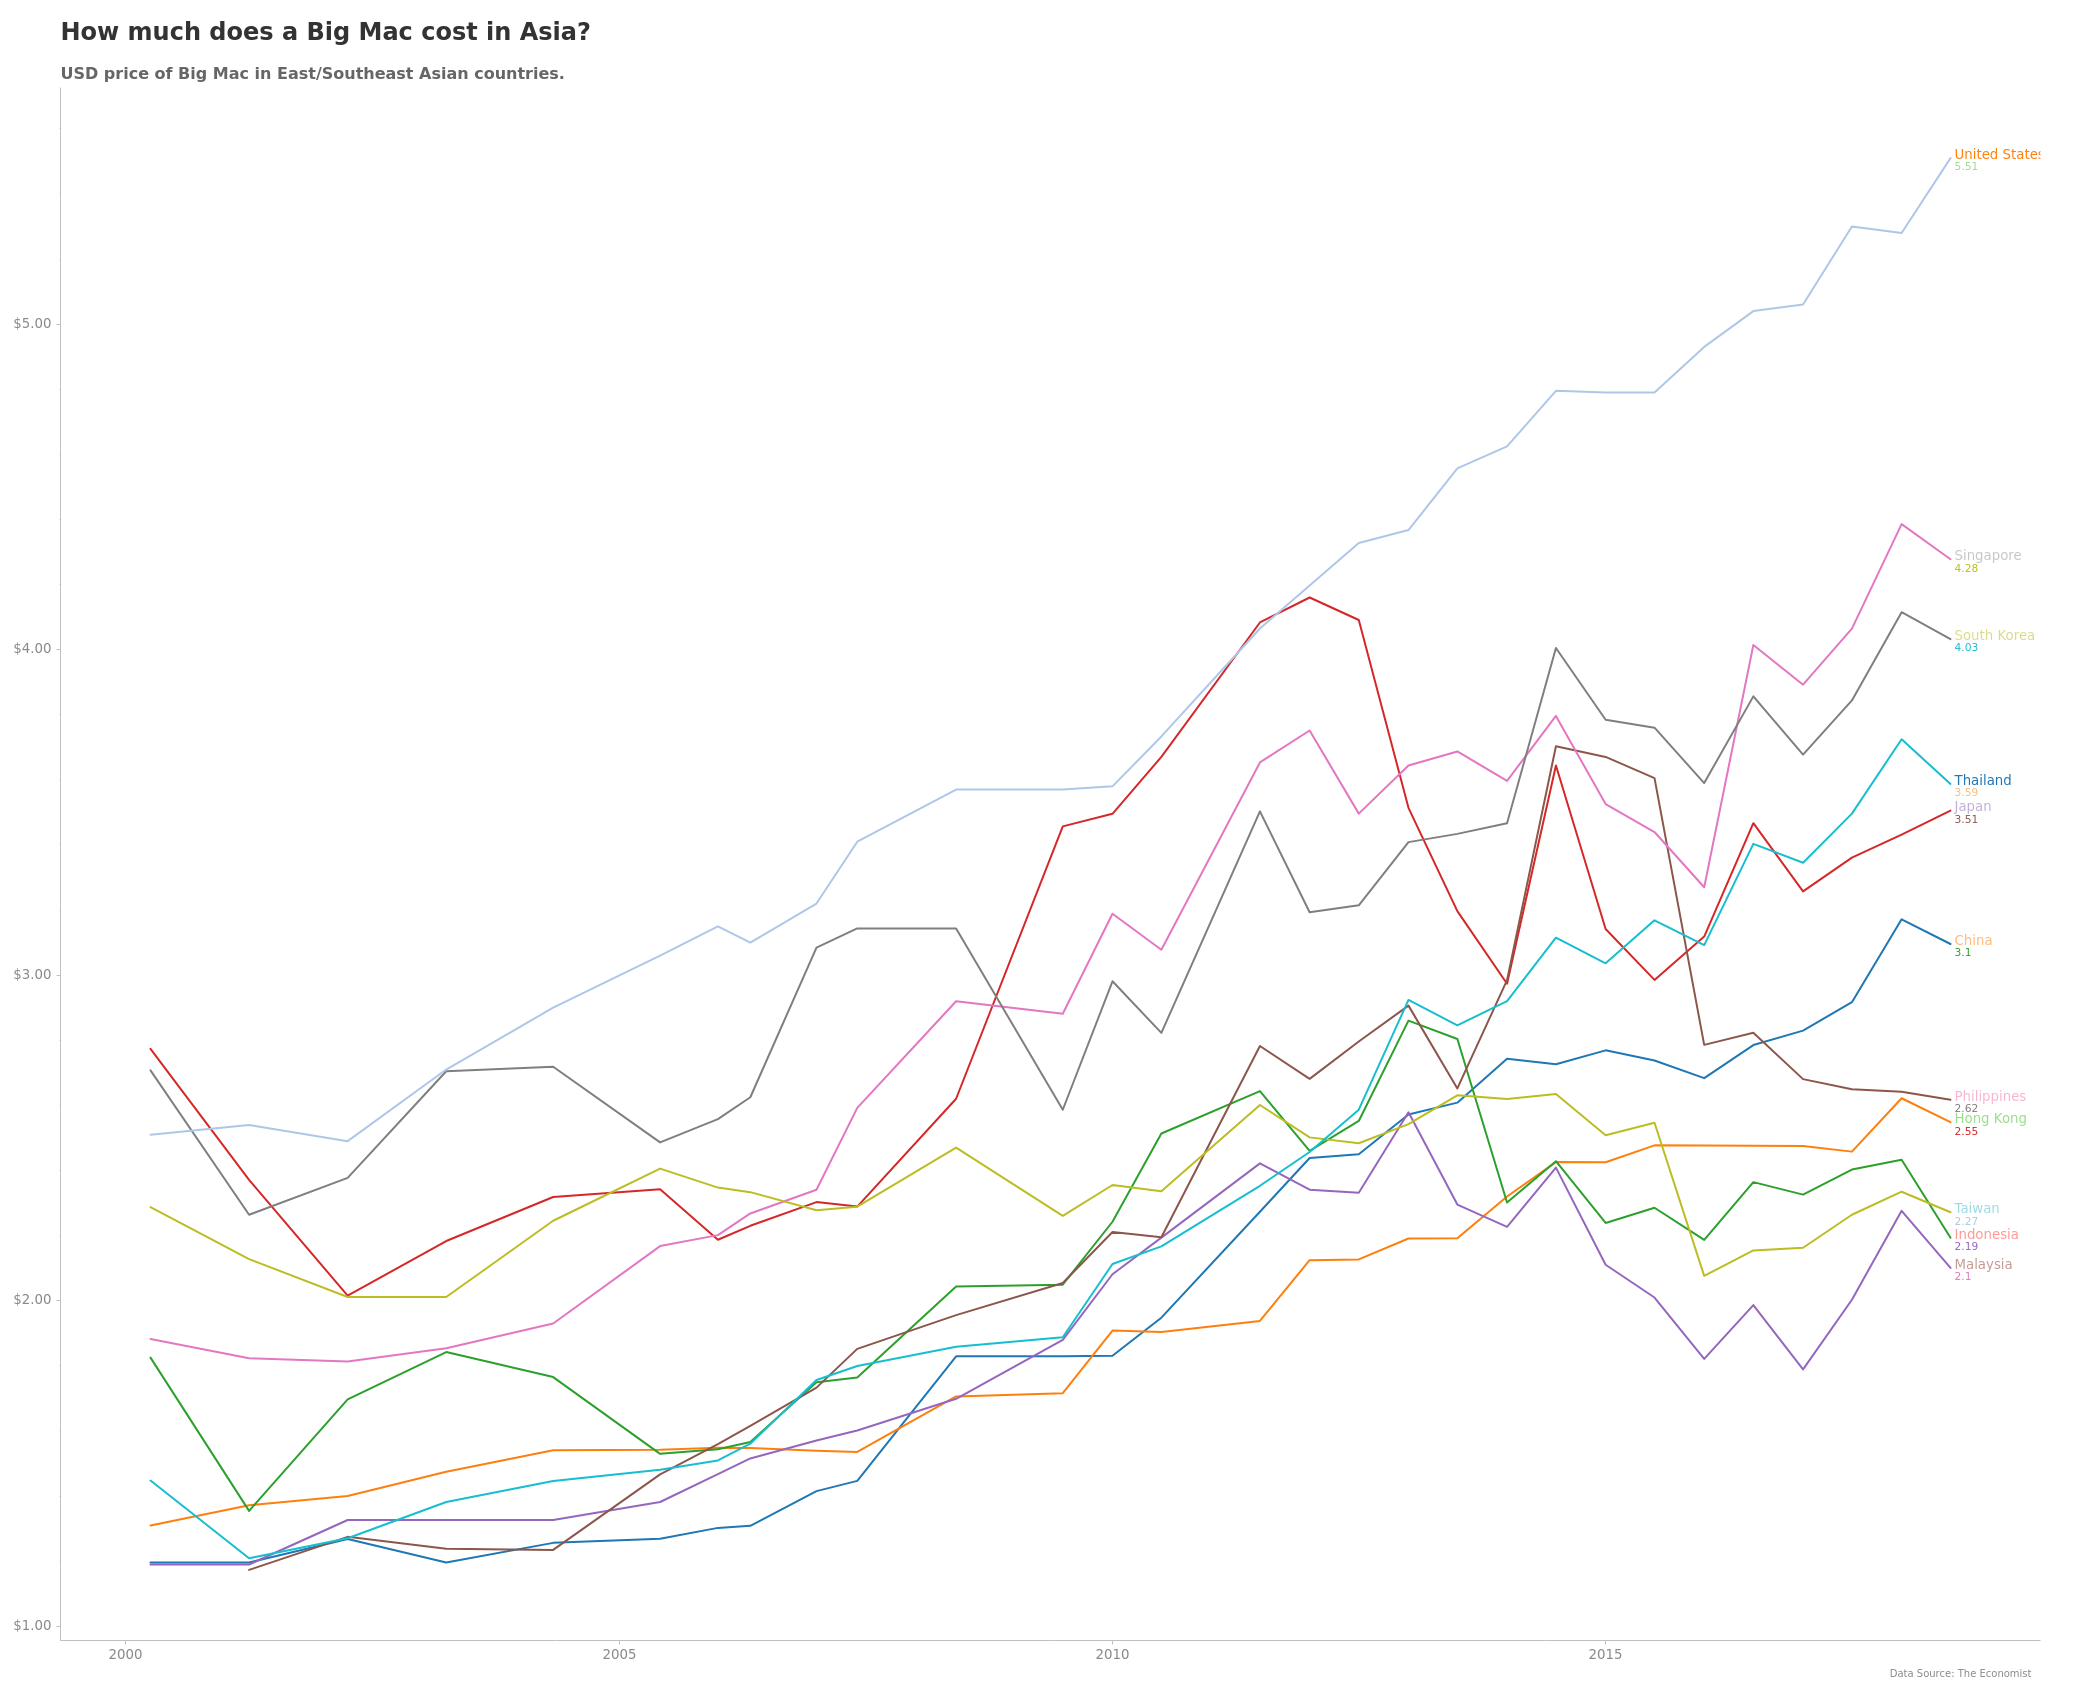 How much does a Big Mac cost in Asia?
USD price of Big Mac in East/Southeast Asian countries.
United States
5.51
$5.00
Singapore
4.28
South Korea
4.03
$4.00
Thailand
3.59
Japan
3.51
China
3.1
$3.00
Philippines
2.62
Hong Kong
2.55
Taiwan
2.27
Indonesia
2.19
Malaysia
2.1
$2.00
$1.00
2000 2005 2010 2015
Data Source: The Economist